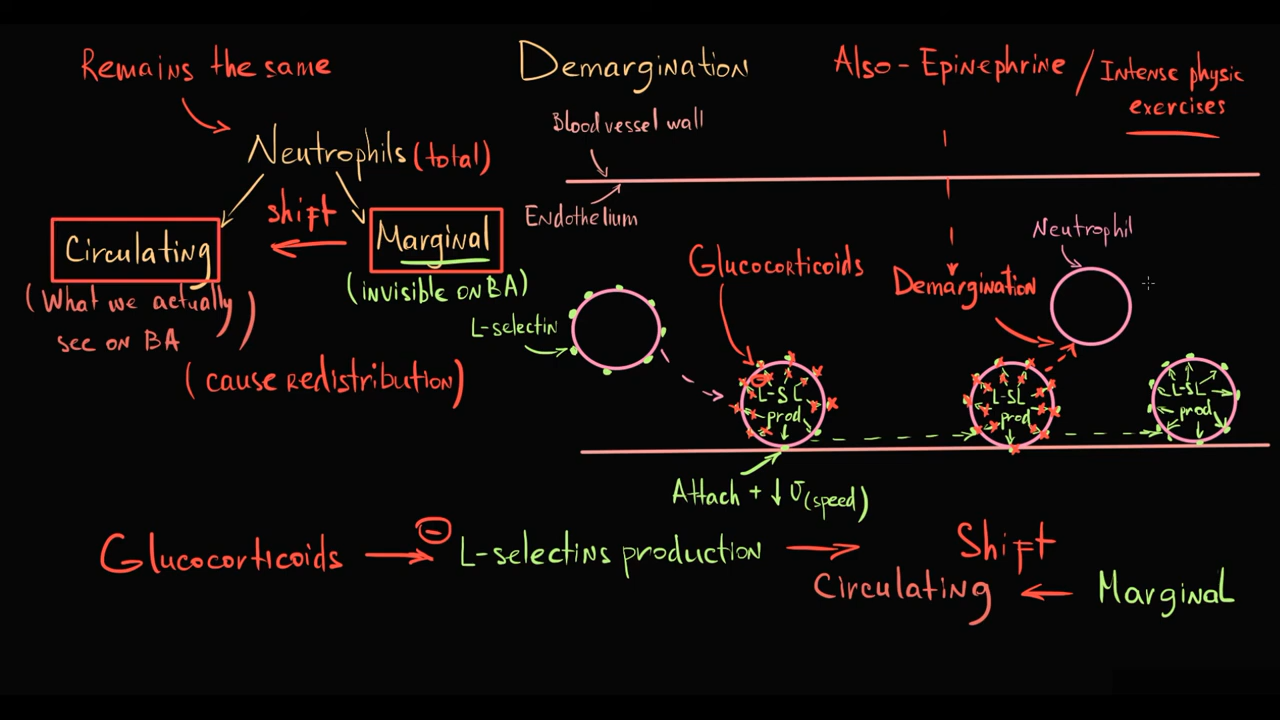 Remains the same
Demargination
Also - Epinephrine / Intense physic
exercises
Blood vessel wall
Neutrophils (total)
shift
Endothelium
Circulating
Marginal
Neutrophil
Glucocorticoids
Demargination
(invisible on BA)
(What we actually
see on BA)
L-selectin
(cause redistribution)
L-SL
prod
L-SL
prod
L-SL
prod
Attach + ↓ υ (speed)
Glucocorticoids → ⊖ L-selectins production → Shift
Circulating ← Marginal